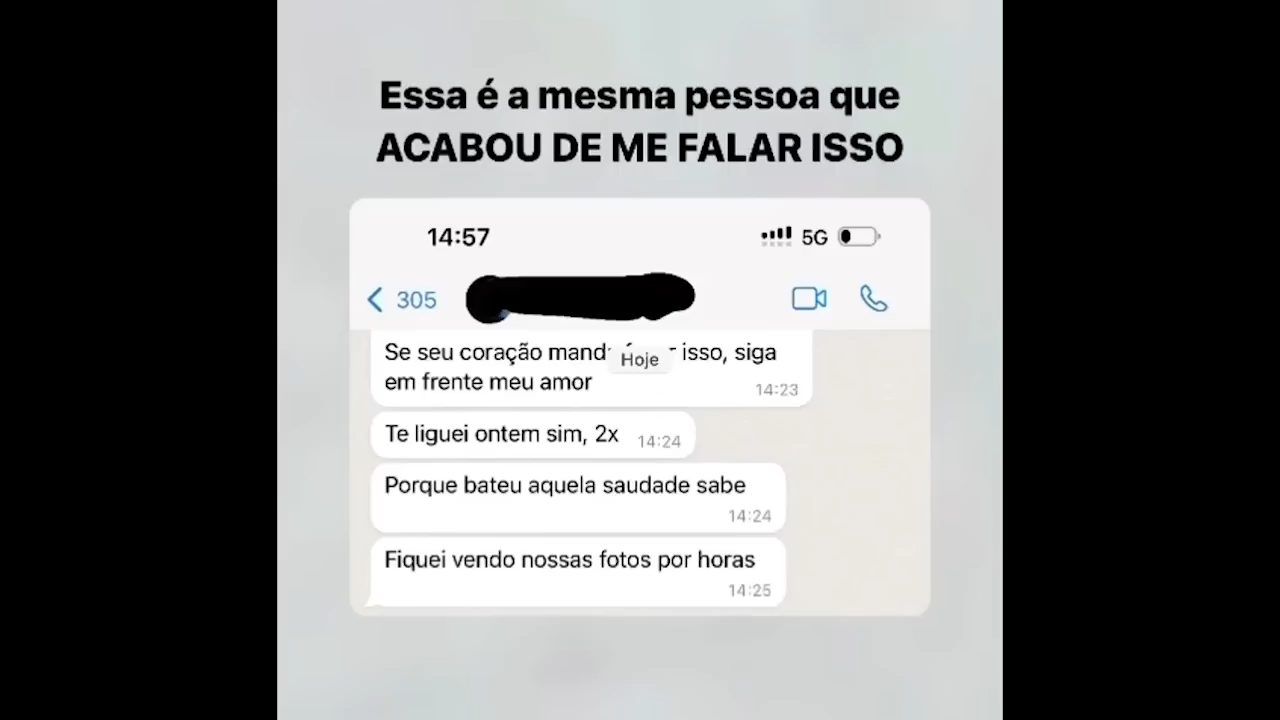 Essa é a mesma pessoa que
ACABOU DE ME FALAR ISSO
14:57
5G
305
Se seu coração isso, siga
Hoje
em frente meu amor
14:23
Te liguei ontem sim, 2x
14:24
Porque bateu aquela saudade sabe
14:24
Fiquei vendo nossas fotos por horas
14:25